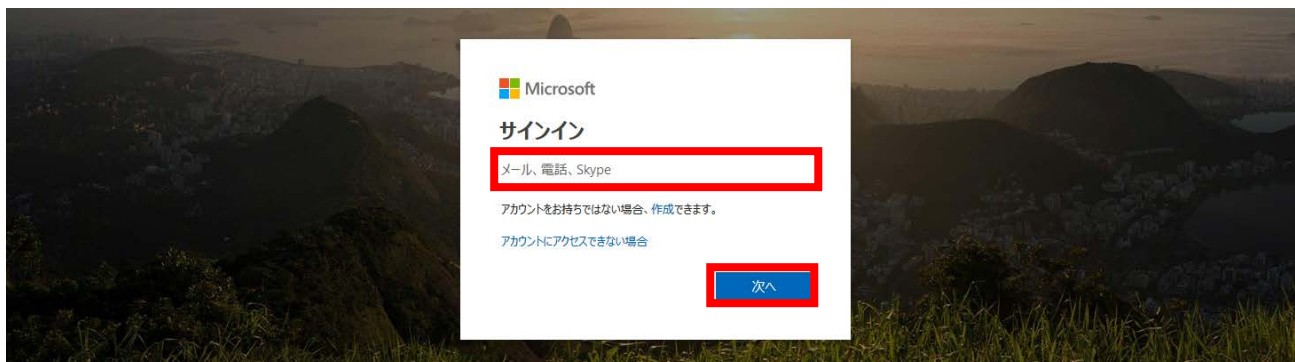 Microsoft
サインイン
メール、電話、Skype
アカウントをお持ちではない場合、作成できます。
アカウントにアクセスできない場合
次へ